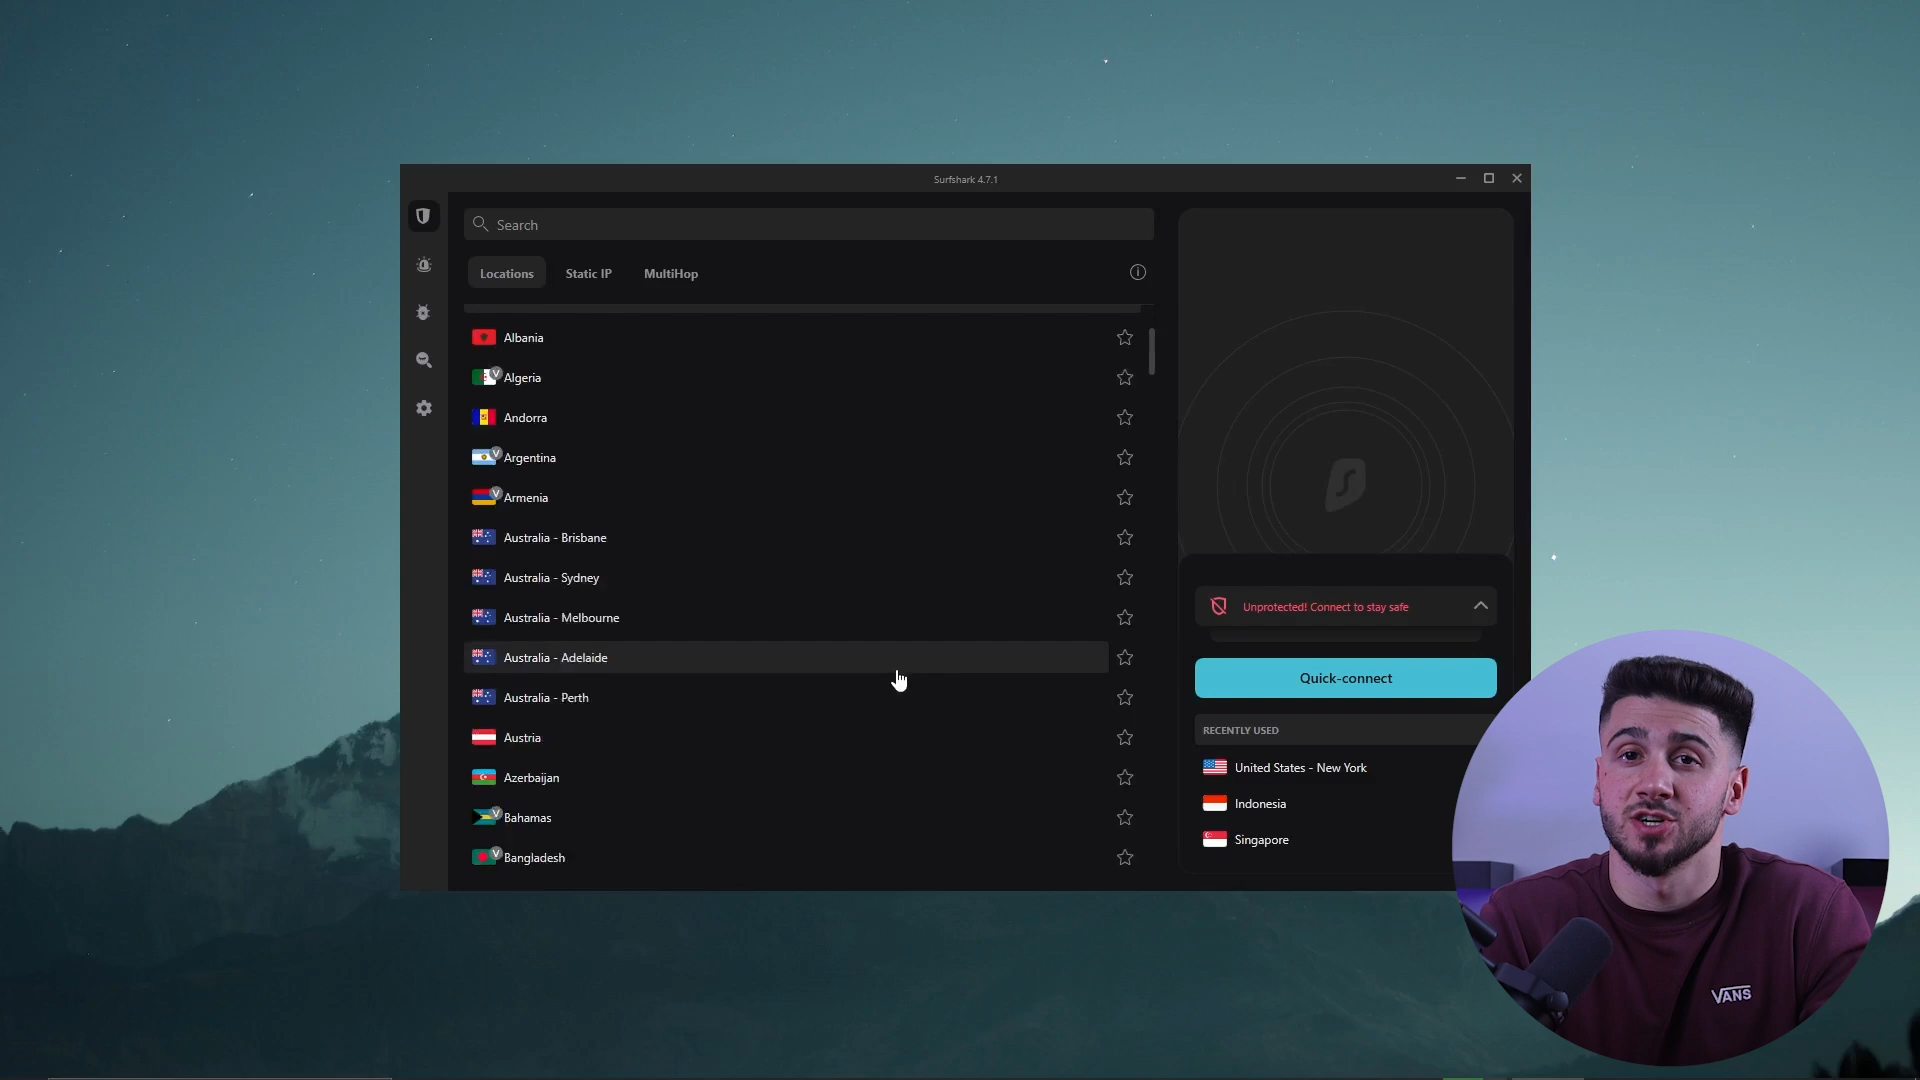 Surfshark 4.7.1
Search
Locations
Static IP
MultiHop
Albania
V Algeria
Andorra
V Argentina
V Armenia
Australia - Brisbane
Australia - Sydney
Australia - Melbourne
Australia - Adelaide
Australia - Perth
Austria
Azerbaijan
V Bahamas
V Bangladesh
Unprotected! Connect to stay safe
Quick-connect
RECENTLY USED
United States - New York
Indonesia
Singapore
VANS